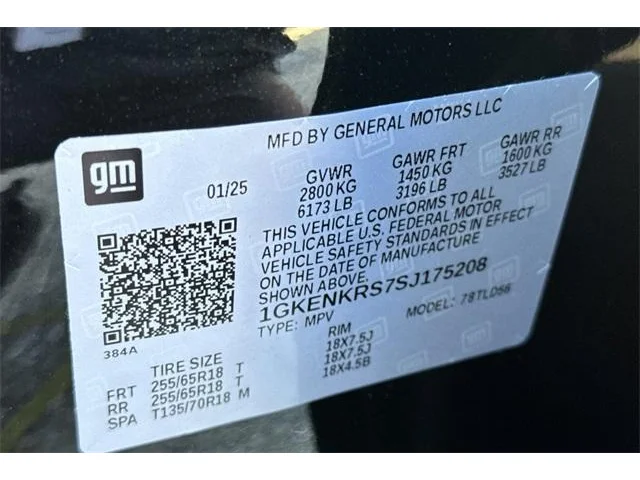 MFD BY GENERAL MOTORS LLC
gm
01/25
GVWR GAWR FRT GAWR RR
2800 KG 1450 KG 1600 KG
6173 LB 3196 LB 3527 LB
THIS VEHICLE CONFORMS TO ALL
APPLICABLE U.S. FEDERAL MOTOR
VEHICLE SAFETY STANDARDS IN EFFECT
ON THE DATE OF MANUFACTURE
SHOWN ABOVE.
1GKENKRS7SJ175208
TYPE: MPV MODEL: 78TLD56
384A
TIRE SIZE RIM
FRT 255/65R18 T 18X7.5J
RR 255/65R18 T 18X7.5J
SPA T135/70R18 M 18X4.5B